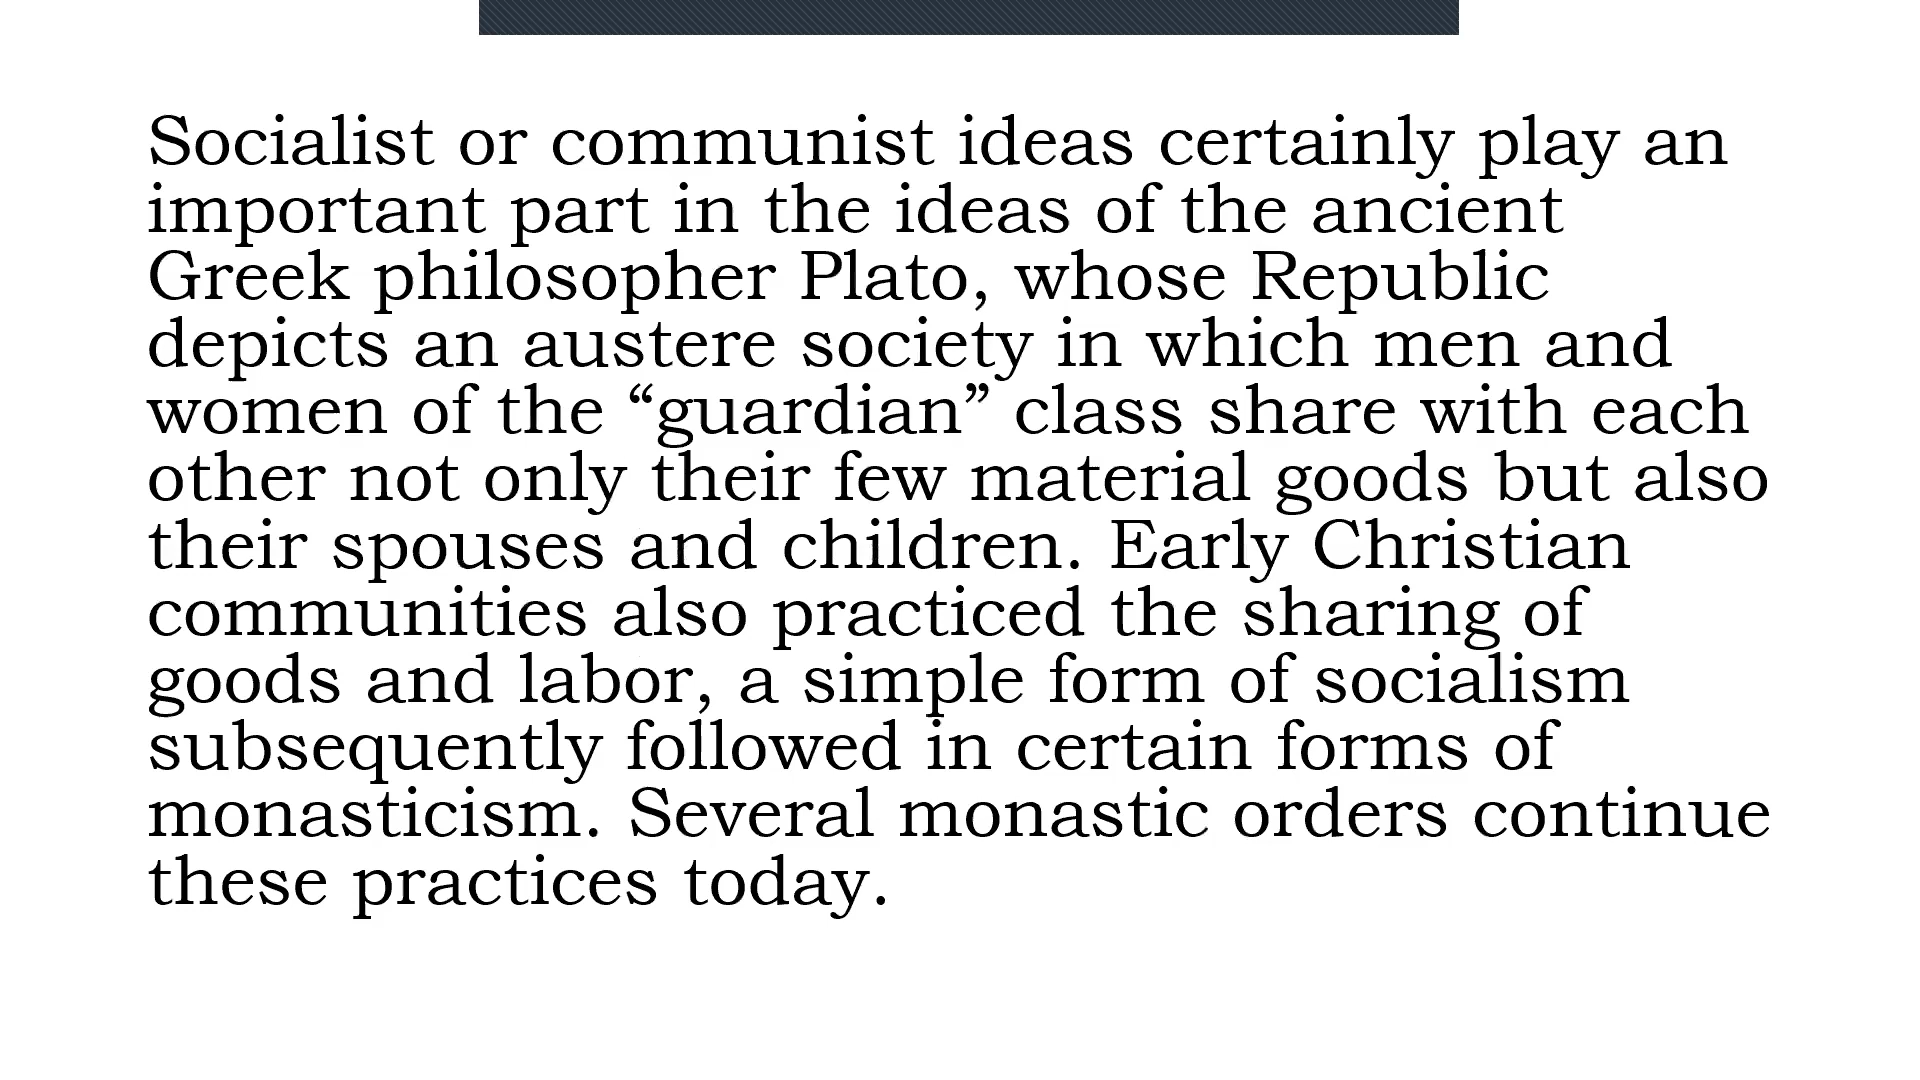 Socialist or communist ideas certainly play an
important part in the ideas of the ancient
Greek philosopher Plato, whose Republic
depicts an austere society in which men and
women of the “guardian” class share with each
other not only their few material goods but also
their spouses and children. Early Christian
communities also practiced the sharing of
goods and labor, a simple form of socialism
subsequently followed in certain forms of
monasticism. Several monastic orders continue
these practices today.